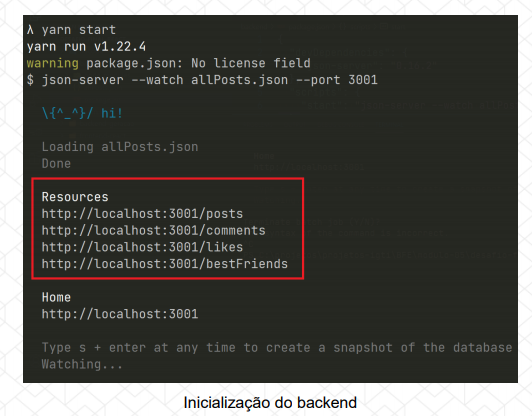 λ yarn start
yarn run v1.22.4
warning package.json: No license field
$ json-server --watch allPosts.json --port 3001
\{^_^}/ hi!
Loading allPosts.json
Done
Resources
http://localhost:3001/posts
http://localhost:3001/comments
http://localhost:3001/likes
http://localhost:3001/bestFriends
Home
http://localhost:3001
Type s + enter at any time to create a snapshot of the database
Watching...
Inicialização do backend